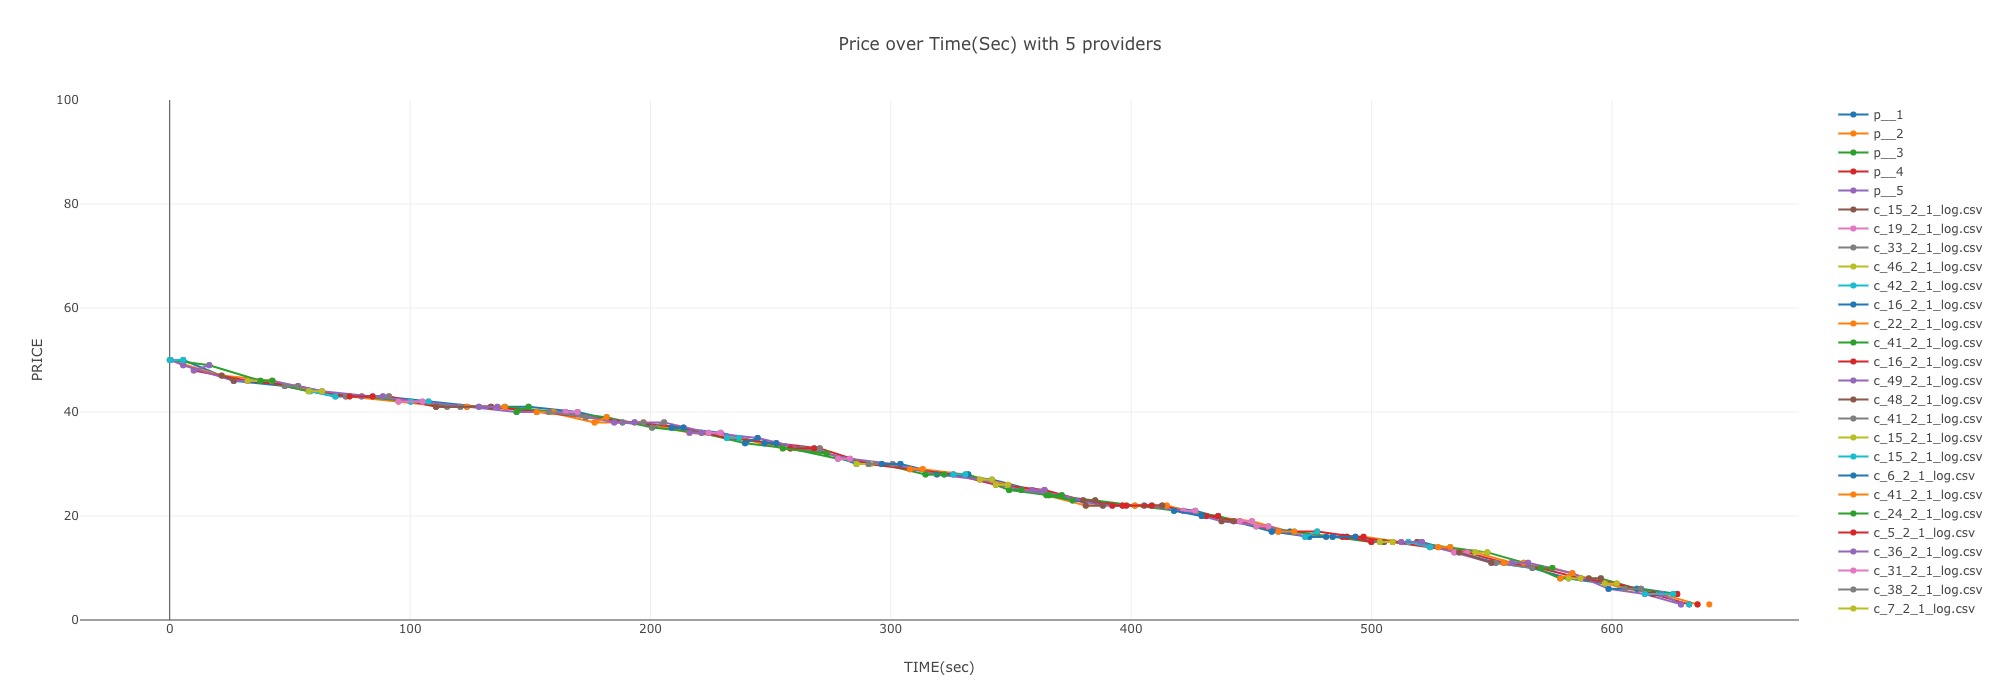 Price over Time(Sec) with 5 providers
100
80
60
40
20
0
PRICE
0 100 200 300 400 500 600
TIME(sec)
p__1
p__2
p__3
p__4
p__5
c_15_2_1_log.csv
c_19_2_1_log.csv
c_33_2_1_log.csv
c_46_2_1_log.csv
c_42_2_1_log.csv
c_16_2_1_log.csv
c_22_2_1_log.csv
c_41_2_1_log.csv
c_16_2_1_log.csv
c_49_2_1_log.csv
c_48_2_1_log.csv
c_41_2_1_log.csv
c_15_2_1_log.csv
c_15_2_1_log.csv
c_6_2_1_log.csv
c_41_2_1_log.csv
c_24_2_1_log.csv
c_5_2_1_log.csv
c_36_2_1_log.csv
c_31_2_1_log.csv
c_38_2_1_log.csv
c_7_2_1_log.csv